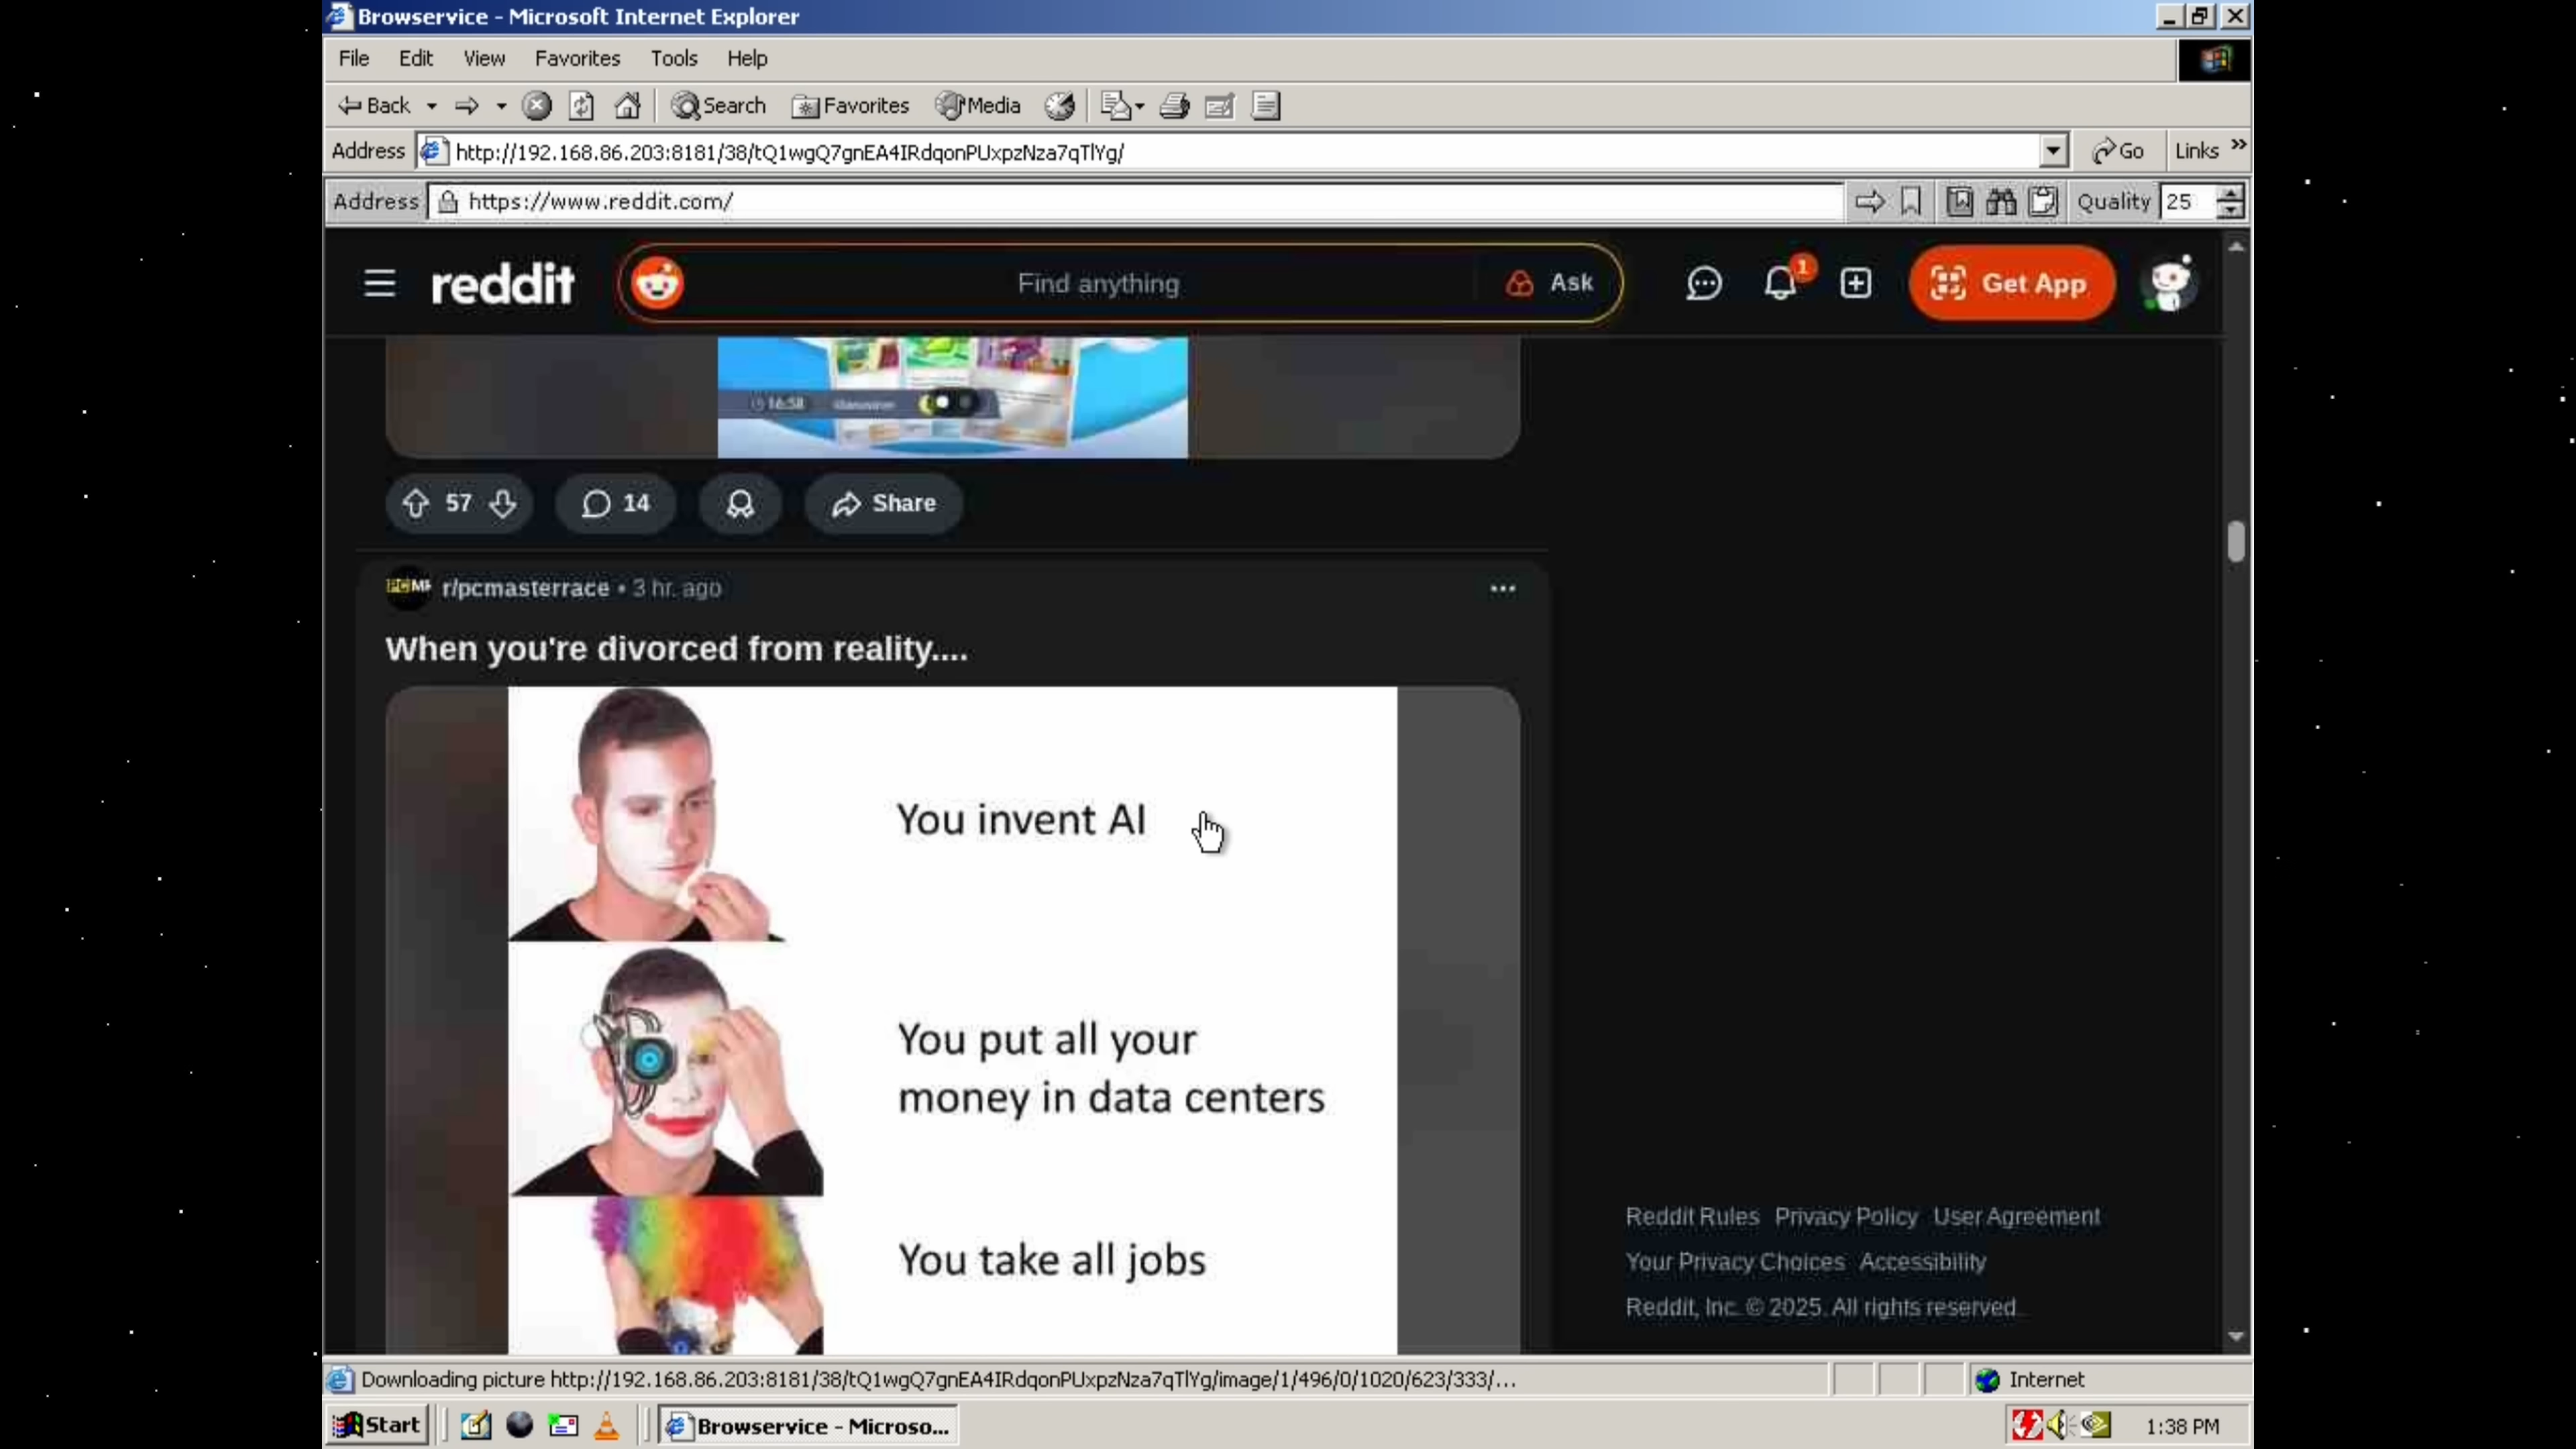 Browservice - Microsoft Internet Explorer
File Edit View Favorites Tools Help
Back Search Favorites Media
Address http://192.168.86.203:8181/38/tQ1wgQ7gnEA4IRdqonPUxpzNza7qTlYg/ Go Links »
Address https://www.reddit.com/ Quality 25
reddit Find anything Ask 1 Get App
16:58
57 14 Share
r/pcmasterrace • 3 hr. ago
When you're divorced from reality....
You invent AI
You put all your
money in data centers
You take all jobs
Reddit Rules Privacy Policy User Agreement
Your Privacy Choices Accessibility
Reddit, Inc. © 2025. All rights reserved.
Downloading picture http://192.168.86.203:8181/38/tQ1wgQ7gnEA4IRdqonPUxpzNza7qTlYg/image/1/496/0/1020/623/333/... Internet
Start Browservice - Microso... 1:38 PM